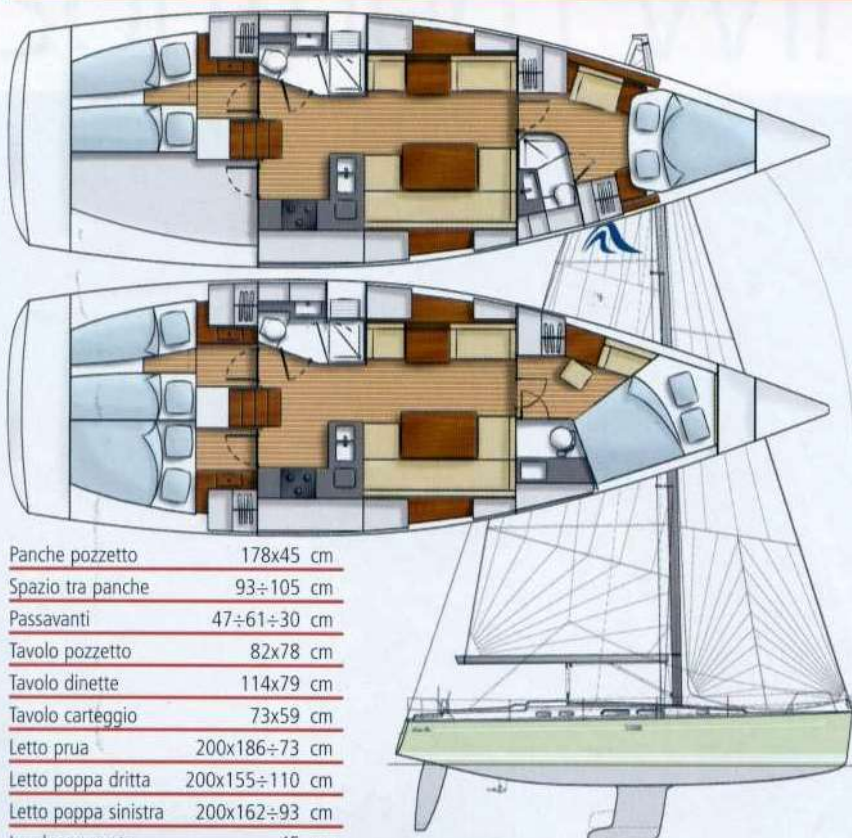 Panche pozzetto 178x45 cm
Spazio tra panche 93÷105 cm
Passavanti 47÷61÷30 cm
Tavolo pozzetto 82x78 cm
Tavolo dinette 114x79 cm
Tavolo carteggio 73x59 cm
Letto prua 200x186÷73 cm
Letto poppa dritta 200x155÷110 cm
Letto poppa sinistra 200x162÷93 cm